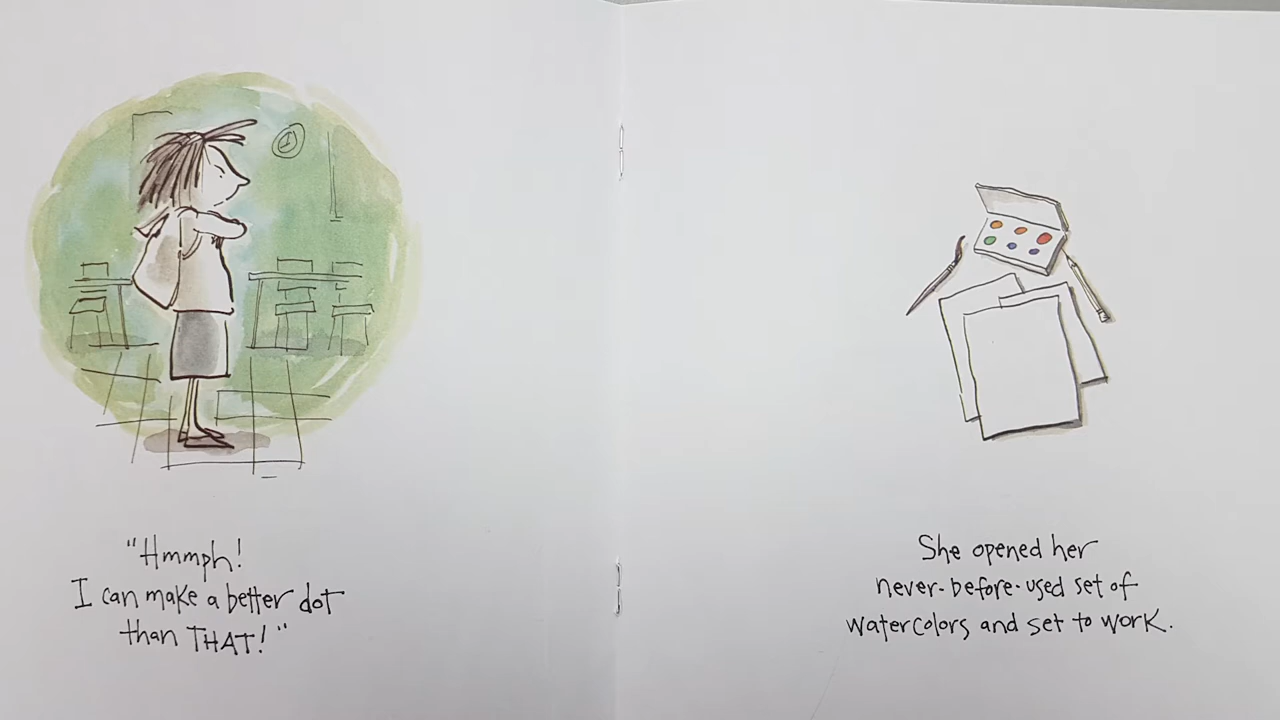 "Hmmph!
I can make a better dot
than THAT!"
She opened her
never-before-used set of
watercolors and set to work.